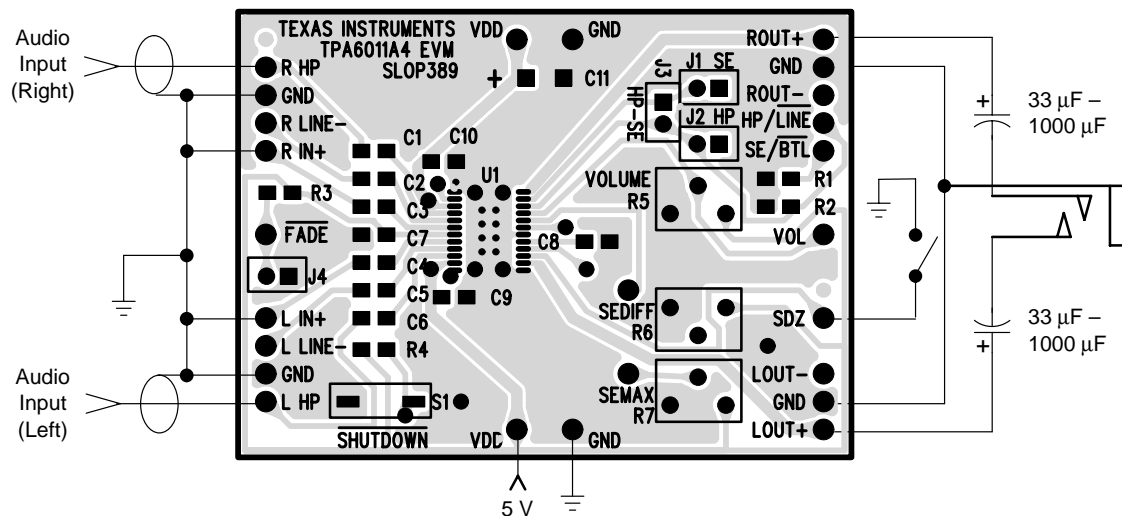 TEXAS INSTRUMENTS
TPA6011A4 EVM
SLOP389
VDD
GND
+
C11
Audio
Input
(Right)
R HP
GND
R LINE-
R IN+
R3
FADE
J4
L IN+
L LINE-
GND
L HP
Audio
Input
(Left)
C1
C10
C2
U1
C3
C7
C8
C4
C5
C9
C6
R4
S1
SHUTDOWN
VDD
GND
5 V
J3
J1 SE
HP-SE
J2 HP
VOLUME
R5
R1
R2
SEDIFF
R6
SEMAX
R7
ROUT+
GND
ROUT-
HP/LINE
SE/BTL
VOL
SDZ
LOUT-
GND
LOUT+
+
33 μF –
1000 μF
33 μF –
1000 μF
+